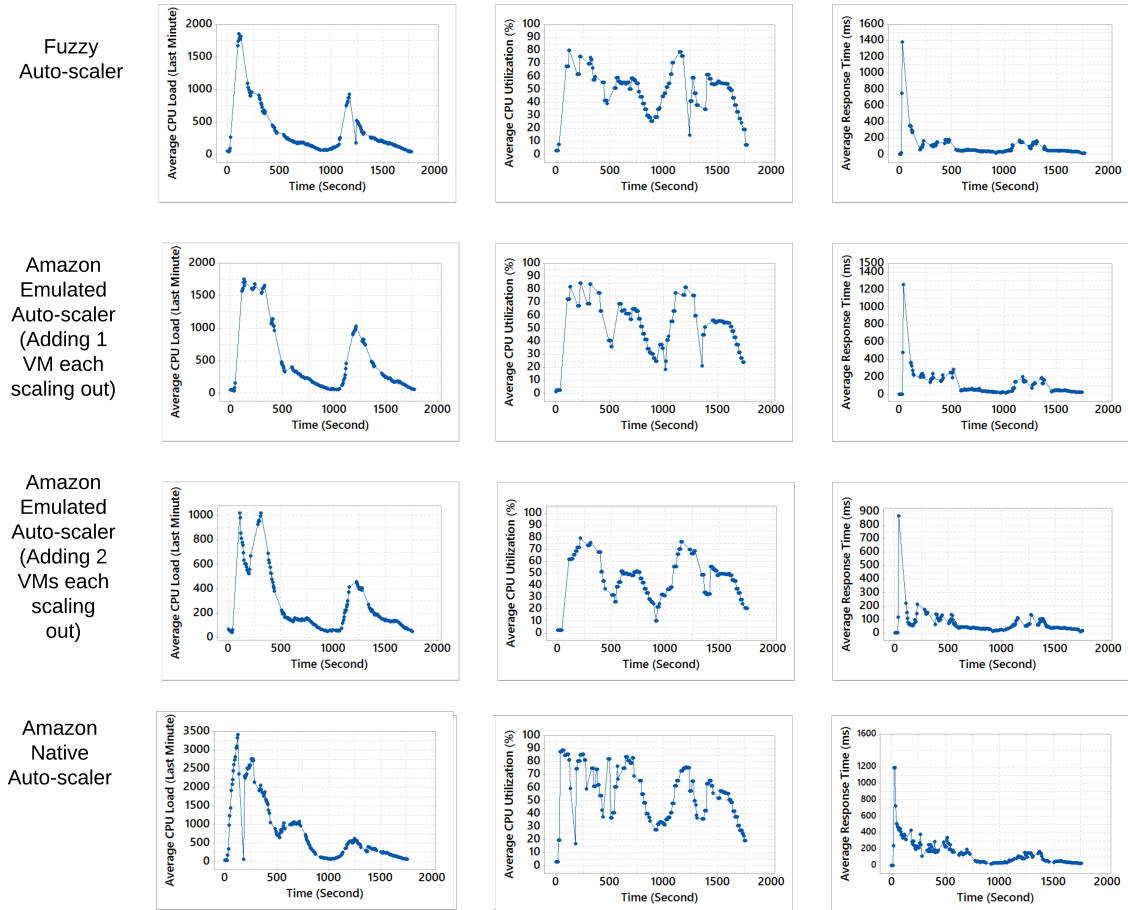 Fuzzy
Auto-scaler
Average CPU Load (Last Minute)
2000
1500
1000
500
0
0 500 1000 1500 2000
Time (Second)
Average CPU Utilization (%)
100
90
80
70
60
50
40
30
20
10
0
0 500 1000 1500 2000
Time (Second)
Average Response Time (ms)
1600
1400
1200
1000
800
600
400
200
0
0 500 1000 1500 2000
Time (Second)
Amazon
Emulated
Auto-scaler
(Adding 1
VM each
scaling out)
Average CPU Load (Last Minute)
2000
1500
1000
500
0
0 500 1000 1500 2000
Time (Second)
Average CPU Utilization (%)
100
90
80
70
60
50
40
30
20
10
0
0 500 1000 1500 2000
Time (Second)
Average Response Time (ms)
1500
1400
1200
1000
800
600
400
200
0
0 500 1000 1500 2000
Time (Second)
Amazon
Emulated
Auto-scaler
(Adding 2
VMs each
scaling
out)
Average CPU Load (Last Minute)
1000
800
600
400
200
0
0 500 1000 1500 2000
Time (Second)
Average CPU Utilization (%)
100
90
80
70
60
50
40
30
20
10
0
0 500 1000 1500 2000
Time (Second)
Average Response Time (ms)
900
800
700
600
500
400
300
200
100
0
0 500 1000 1500 2000
Time (Second)
Amazon
Native
Auto-scaler
Average CPU Load (Last Minute)
3500
3000
2500
2000
1500
1000
500
0
0 500 1000 1500 2000
Time (Second)
Average CPU Utilization (%)
100
90
80
70
60
50
40
30
20
10
0
0 500 1000 1500 2000
Time (Second)
Average Response Time (ms)
1600
1400
1200
1000
800
600
400
200
0
0 500 1000 1500 2000
Time (Second)